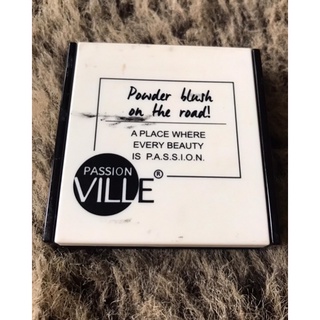 Powder blush
on the road!
A PLACE WHERE
EVERY BEAUTY
IS P.A.S.S.I.O.N.
PASSION
VILLE®